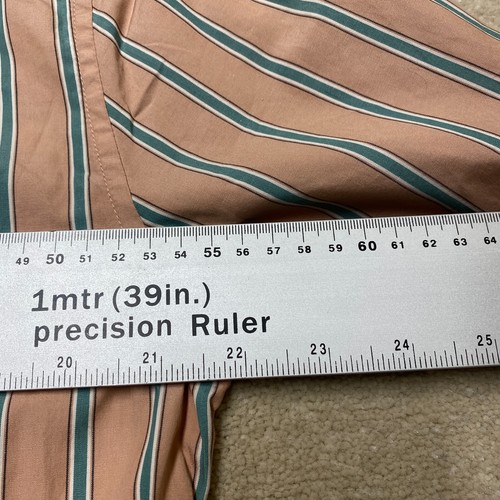 49 50 51 52 53 54 55 56 57 58 59 60 61 62 63 64
1mtr (39in.)
precision Ruler
20 21 22 23 24 25